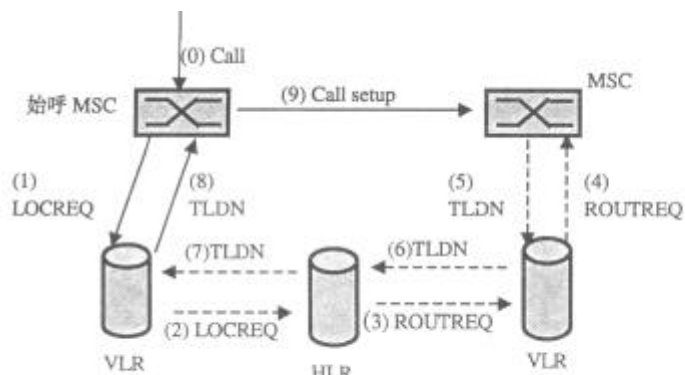 (0) Call
始呼 MSC
(9) Call setup
MSC
(1)
LOCREQ
(8)
TLDN
(5)
TLDN
(4)
ROUTREQ
(7)TLDN
(6)TLDN
(2) LOCREQ
(3) ROUTREQ
VLR
HLR
VLR